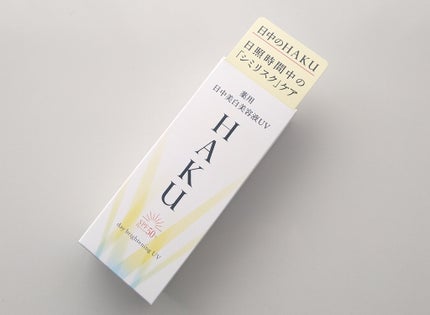 日中のHAKU
日照時間中の
「シミリスク」ケア
薬用
日中美白美容液UV
HAKU
SPF50+
day brightening UV